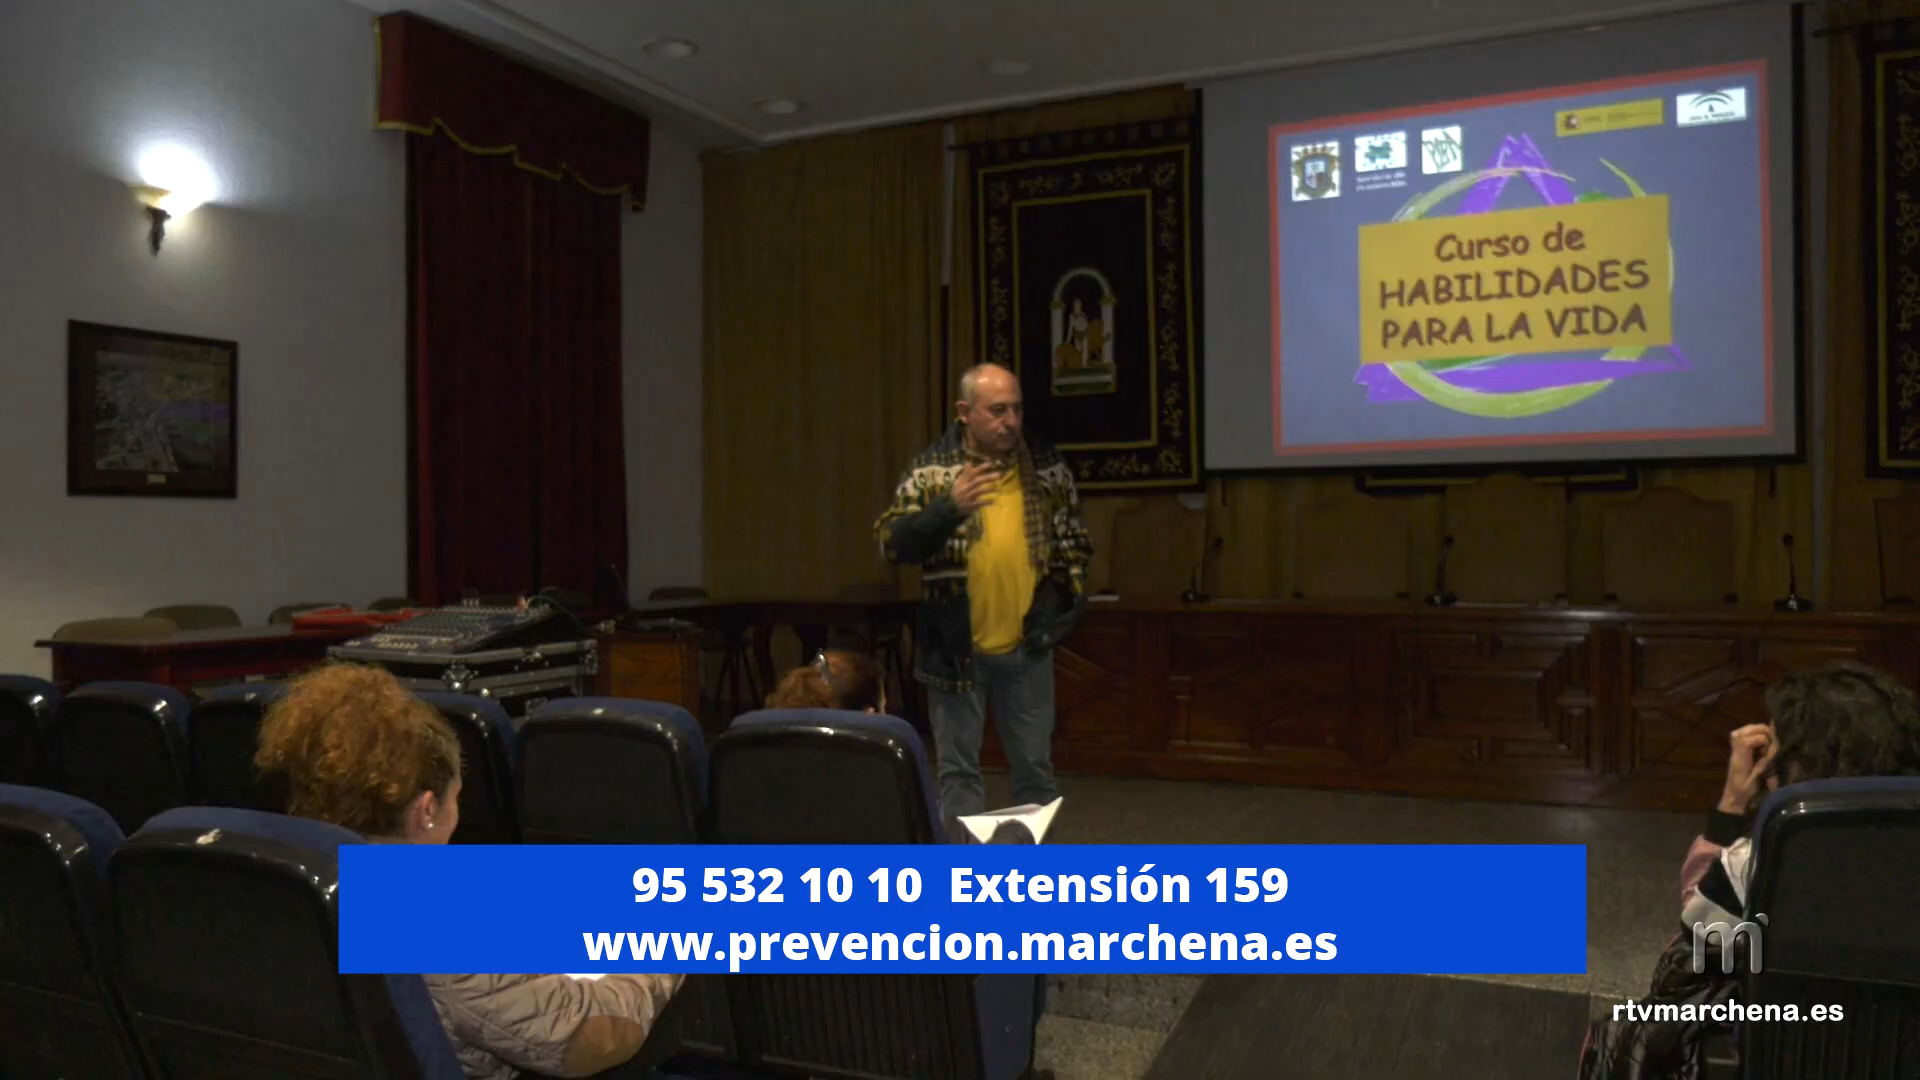 Curso de
HABILIDADES
PARA LA VIDA
95 532 10 10 Extensión 159
www.prevencion.marchena.es
m
rtvmarchena.es